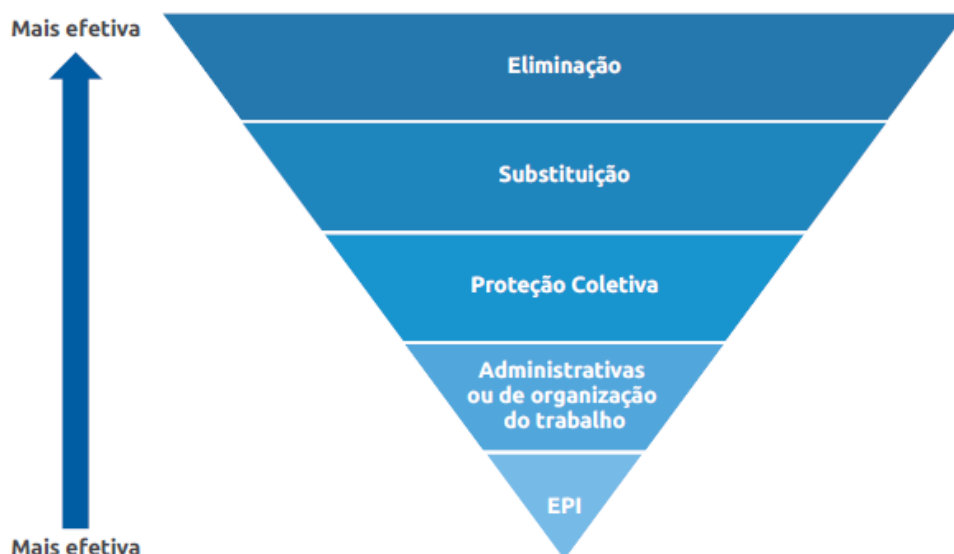 Mais efetiva
Eliminação
Substituição
Proteção Coletiva
Administrativas
ou de organização
do trabalho
EPI
Mais efetiva